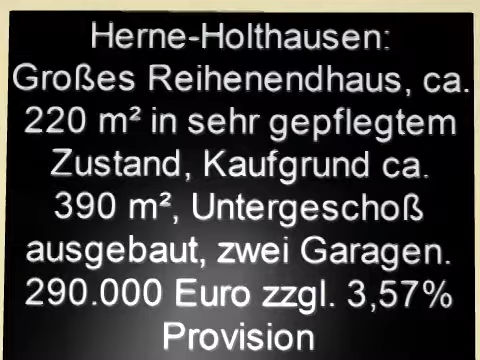 Herne-Holthausen:
Großes Reihenendhaus, ca.
220 m² in sehr gepflegtem
Zustand, Kaufgrund ca.
390 m², Untergeschoß
ausgebaut, zwei Garagen.
290.000 Euro zzgl. 3,57%
Provision